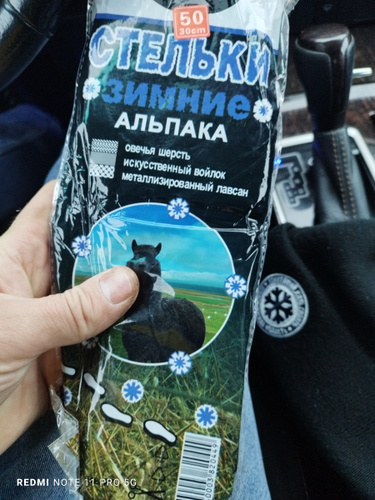 50
30cm
СТЕЛЬКИ
зимние
АЛЬПАКА
овечья шерсть
искусственный войлок
металлизированный лавсан
REDMI NOTE 11 PRO 5G